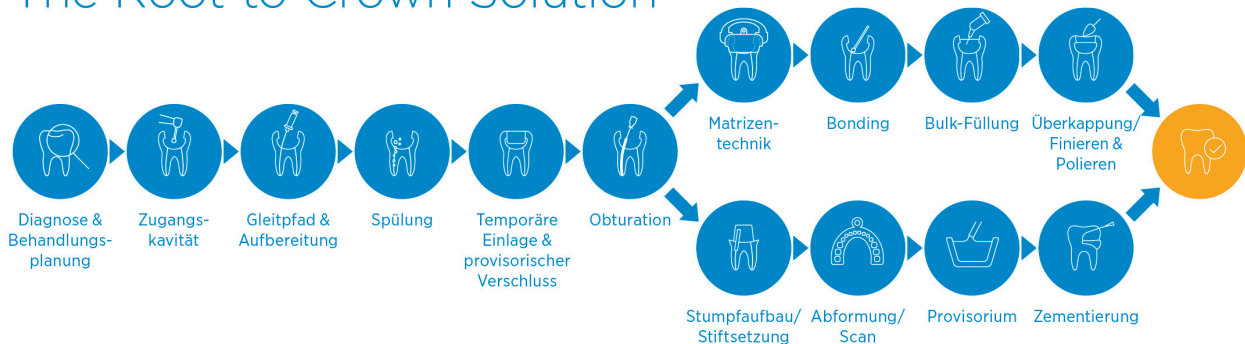 The Root to Crown Solution
Diagnose &
Behandlungs-
planung
Zugangs-
kavität
Gleitpfad &
Aufbereitung
Spülung
Temporäre
Einlage &
provisorischer
Verschluss
Obturation
Matrizen-
technik
Bonding
Bulk-Füllung
Überkappung/
Finieren &
Polieren
Stumpfaufbau/
Stiftsetzung
Abformung/
Scan
Provisorium
Zementierung